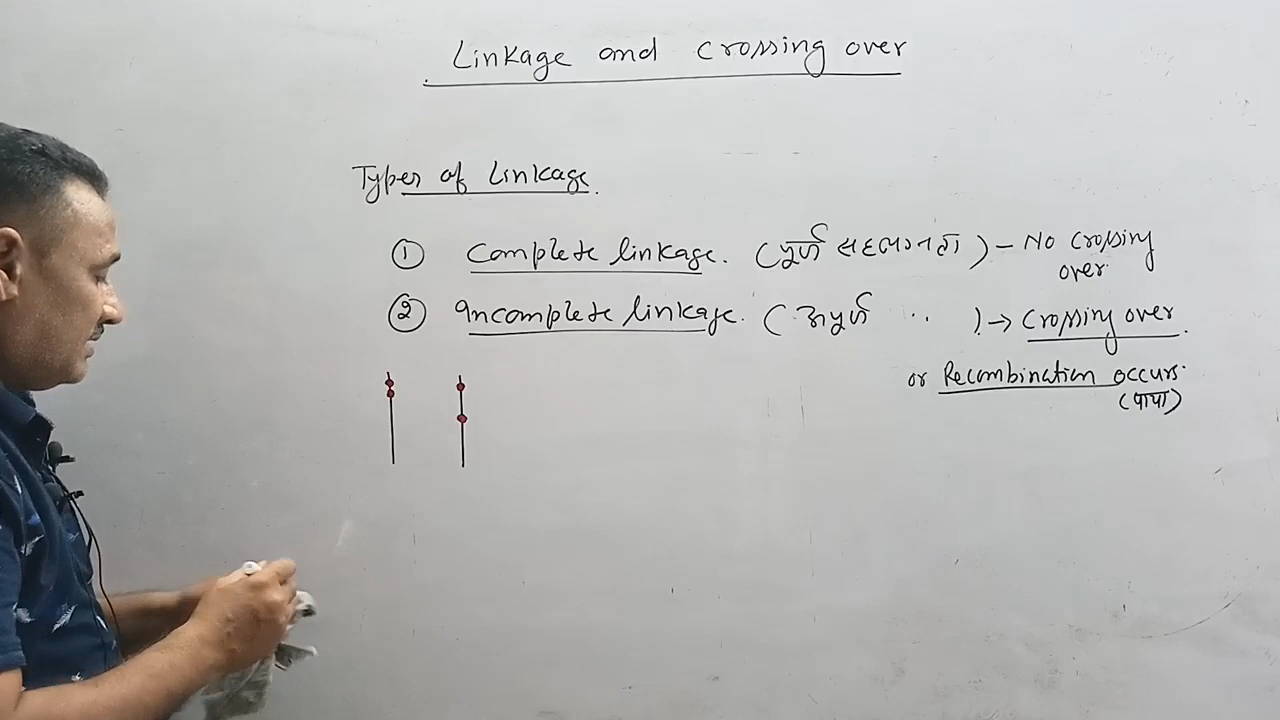 Linkage and crossing over
Types of Linkage.
① Complete linkage. (पूर्ण सहलग्नता) – No crossing over.
② Incomplete linkage. (अपूर्ण ‥ ) → Crossing over.
or Recombination occurs.
(पाया)